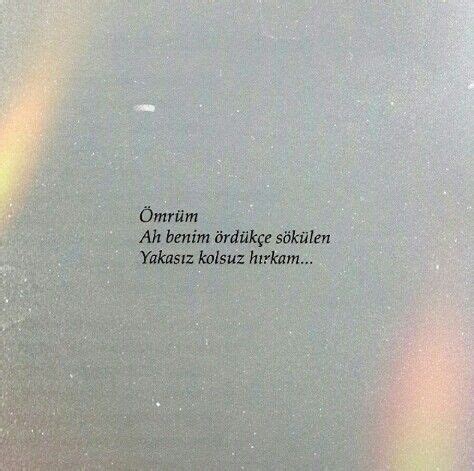 Ömrüm
Ah benim ördükçe sökülen
Yakasız kolsuz hırkam...